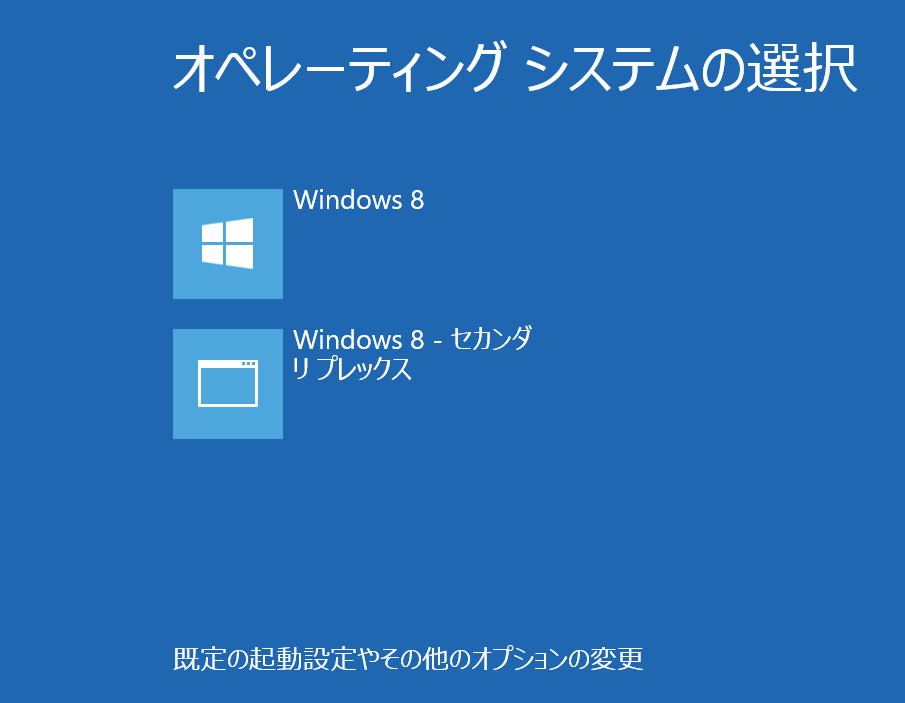 オペレーティング システムの選択
Windows 8
Windows 8 - セカンダ
リ プレックス
既定の起動設定やその他のオプションの変更